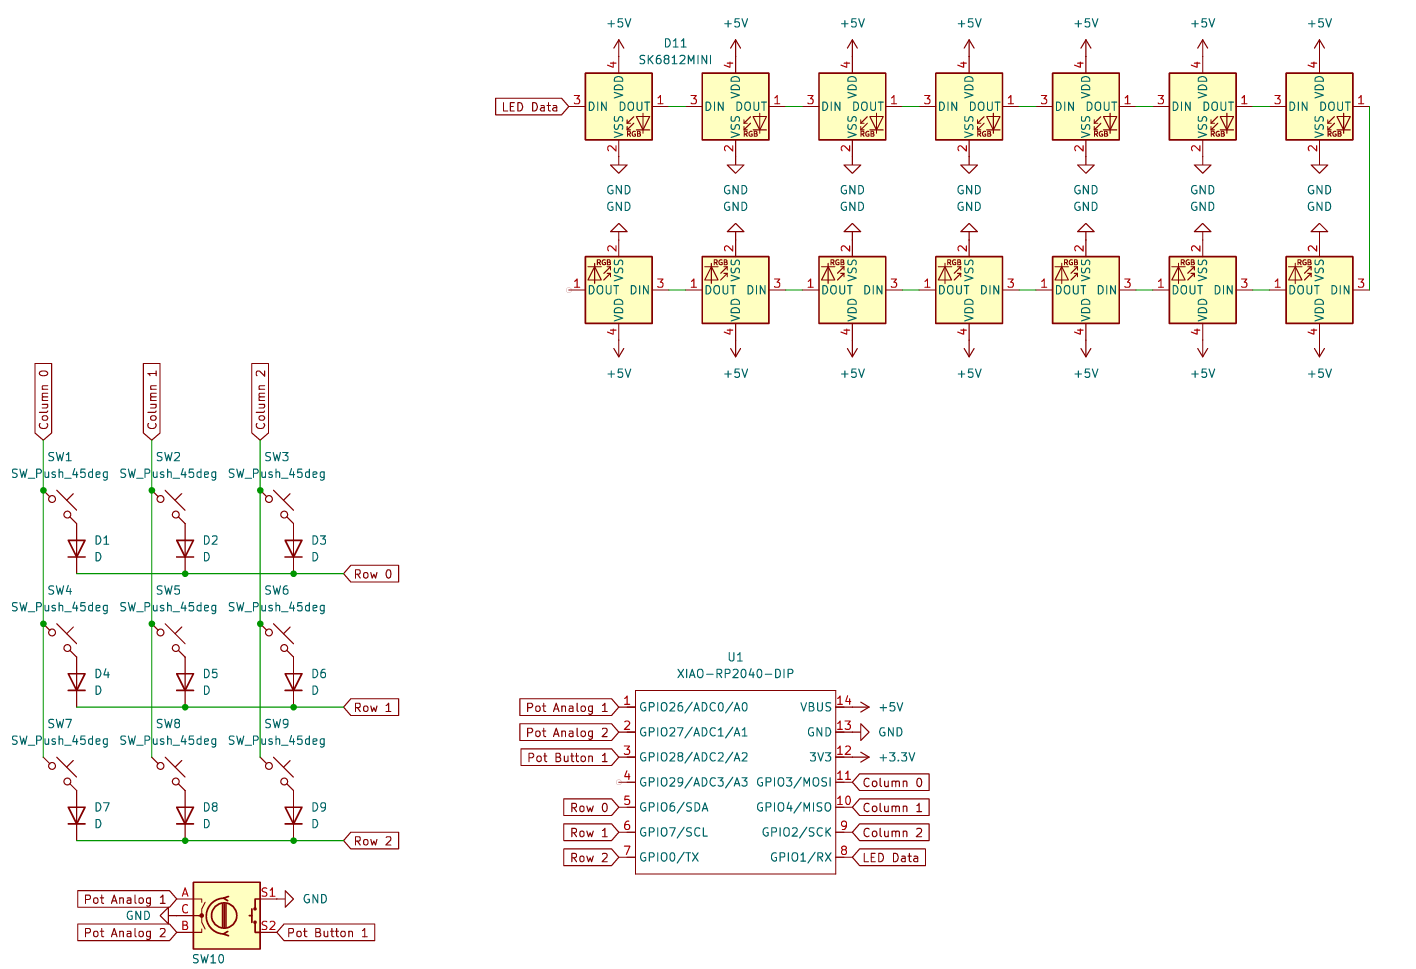 +5V +5V +5V +5V +5V +5V +5V
D11
SK6812MINI
4 4 4 4 4 4 4
VDD VDD VDD VDD VDD VDD VDD
LED Data 3 DIN DOUT 1 3 DIN DOUT 1 3 DIN DOUT 1 3 DIN DOUT 1 3 DIN DOUT 1 3 DIN DOUT 1 3 DIN DOUT 1
VSS RGB VSS RGB VSS RGB VSS RGB VSS RGB VSS RGB VSS RGB
2 2 2 2 2 2 2
GND GND GND GND GND GND GND
GND GND GND GND GND GND GND
2 2 2 2 2 2 2
RGB VSS RGB VSS RGB VSS RGB VSS RGB VSS RGB VSS RGB VSS
1 DOUT DIN 3 1 DOUT DIN 3 1 DOUT DIN 3 1 DOUT DIN 3 1 DOUT DIN 3 1 DOUT DIN 3 1 DOUT DIN 3
VDD VDD VDD VDD VDD VDD VDD
4 4 4 4 4 4 4
+5V +5V +5V +5V +5V +5V +5V
Column 0 Column 1 Column 2
SW1 SW2 SW3
SW_Push_45deg SW_Push_45deg SW_Push_45deg
D1 D2 D3
D D D
Row 0
SW4 SW5 SW6
SW_Push_45deg SW_Push_45deg SW_Push_45deg
D4 D5 D6
D D D
Row 1
SW7 SW8 SW9
SW_Push_45deg SW_Push_45deg SW_Push_45deg
D7 D8 D9
D D D
Row 2
U1
XIAO-RP2040-DIP
Pot Analog 1 1 GPIO26/ADC0/A0 VBUS 14 +5V
Pot Analog 2 2 GPIO27/ADC1/A1 GND 13 GND
Pot Button 1 3 GPIO28/ADC2/A2 3V3 12 +3.3V
4 GPIO29/ADC3/A3 GPIO3/MOSI 11 Column 0
Row 0 5 GPIO6/SDA GPIO4/MISO 10 Column 1
Row 1 6 GPIO7/SCL GPIO2/SCK 9 Column 2
Row 2 7 GPIO0/TX GPIO1/RX 8 LED Data
Pot Analog 1 A S1 GND
GND C
Pot Analog 2 B S2 Pot Button 1
SW10